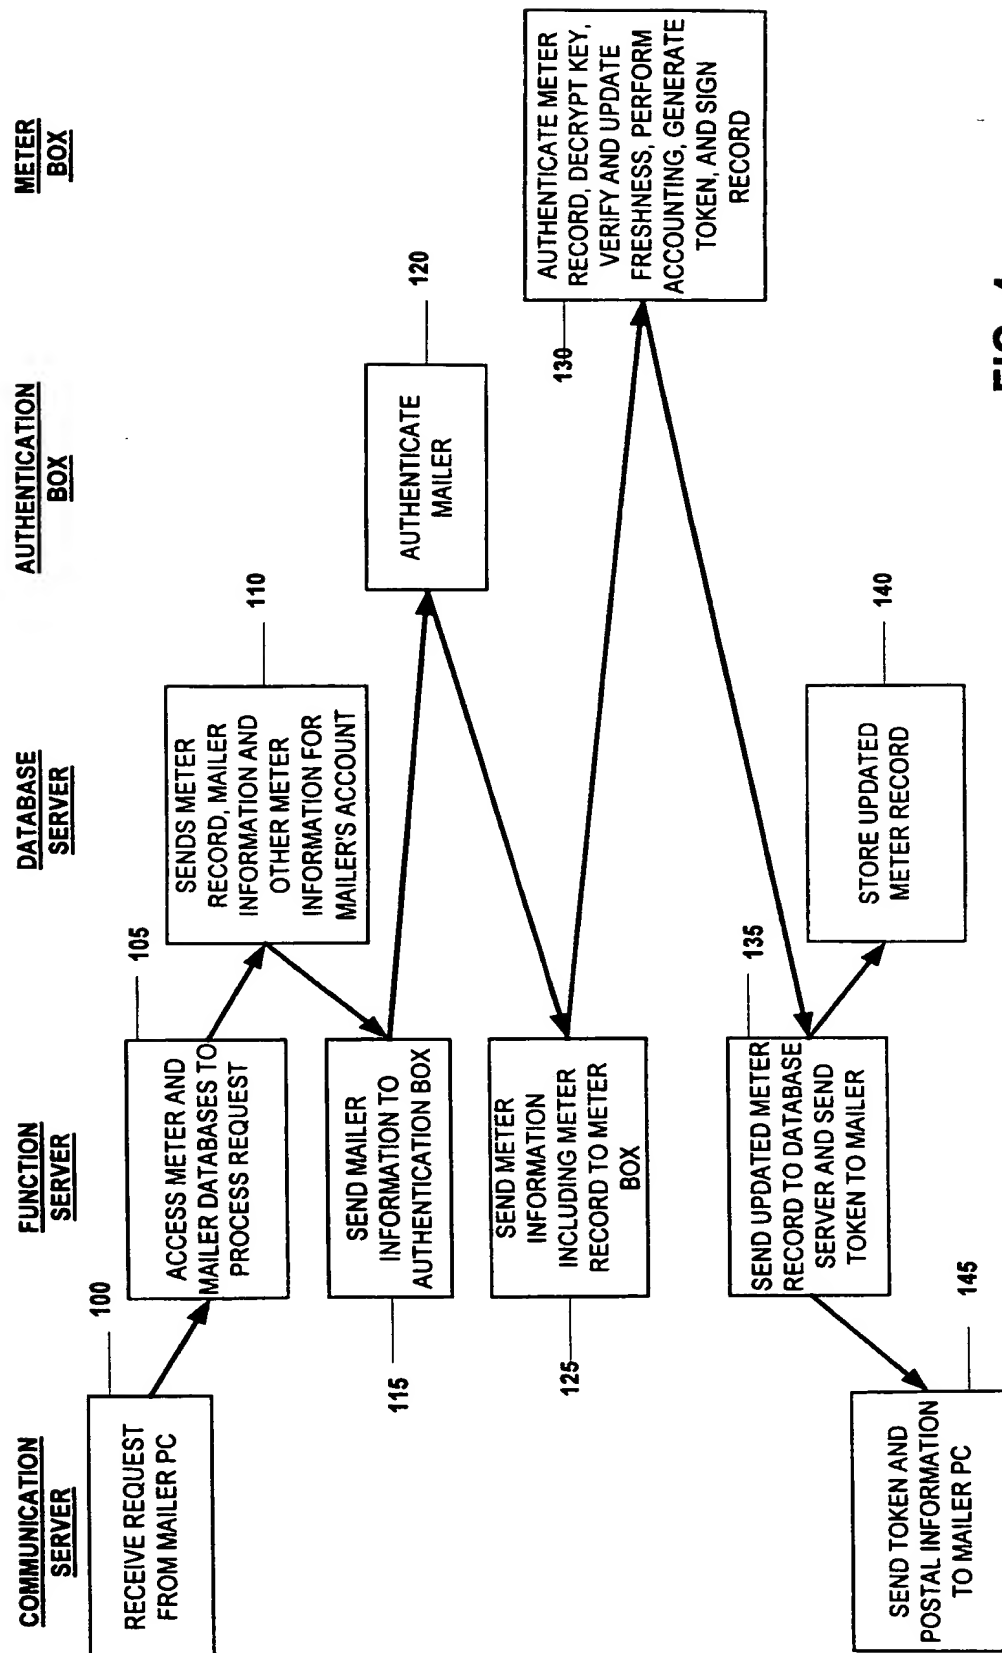 COMMUNICATION
SERVER
FUNCTION
SERVER
DATABASE
SERVER
AUTHENTICATION
BOX
METER
BOX
100
RECEIVE REQUEST
FROM MAILER PC
105
ACCESS METER AND
MAILER DATABASES TO
PROCESS REQUEST
110
SENDS METER
RECORD, MAILER
INFORMATION AND
OTHER METER
INFORMATION FOR
MAILER'S ACCOUNT
115
SEND MAILER
INFORMATION TO
AUTHENTICATION BOX
120
AUTHENTICATE
MAILER
125
SEND METER
INFORMATION
INCLUDING METER
RECORD TO METER
BOX
130
AUTHENTICATE METER
RECORD, DECRYPT KEY,
VERIFY AND UPDATE
FRESHNESS, PERFORM
ACCOUNTING, GENERATE
TOKEN, AND SIGN
RECORD
135
SEND UPDATED METER
RECORD TO DATABASE
SERVER AND SEND
TOKEN TO MAILER
140
STORE UPDATED
METER RECORD
145
SEND TOKEN AND
POSTAL INFORMATION
TO MAILER PC